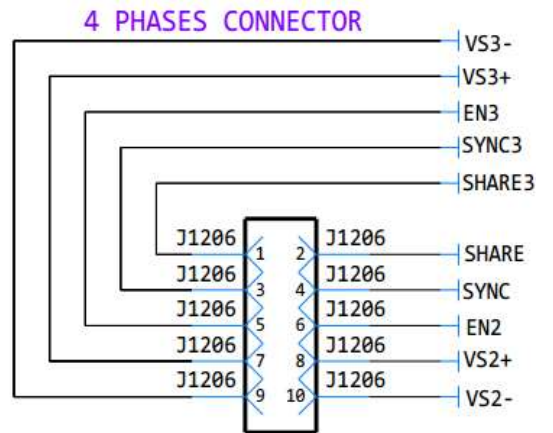 4 PHASES CONNECTOR
VS3-
VS3+
EN3
SYNC3
SHARE3
J1206 1 2 J1206 SHARE
J1206 3 4 J1206 SYNC
J1206 5 6 J1206 EN2
J1206 7 8 J1206 VS2+
J1206 9 10 J1206 VS2-